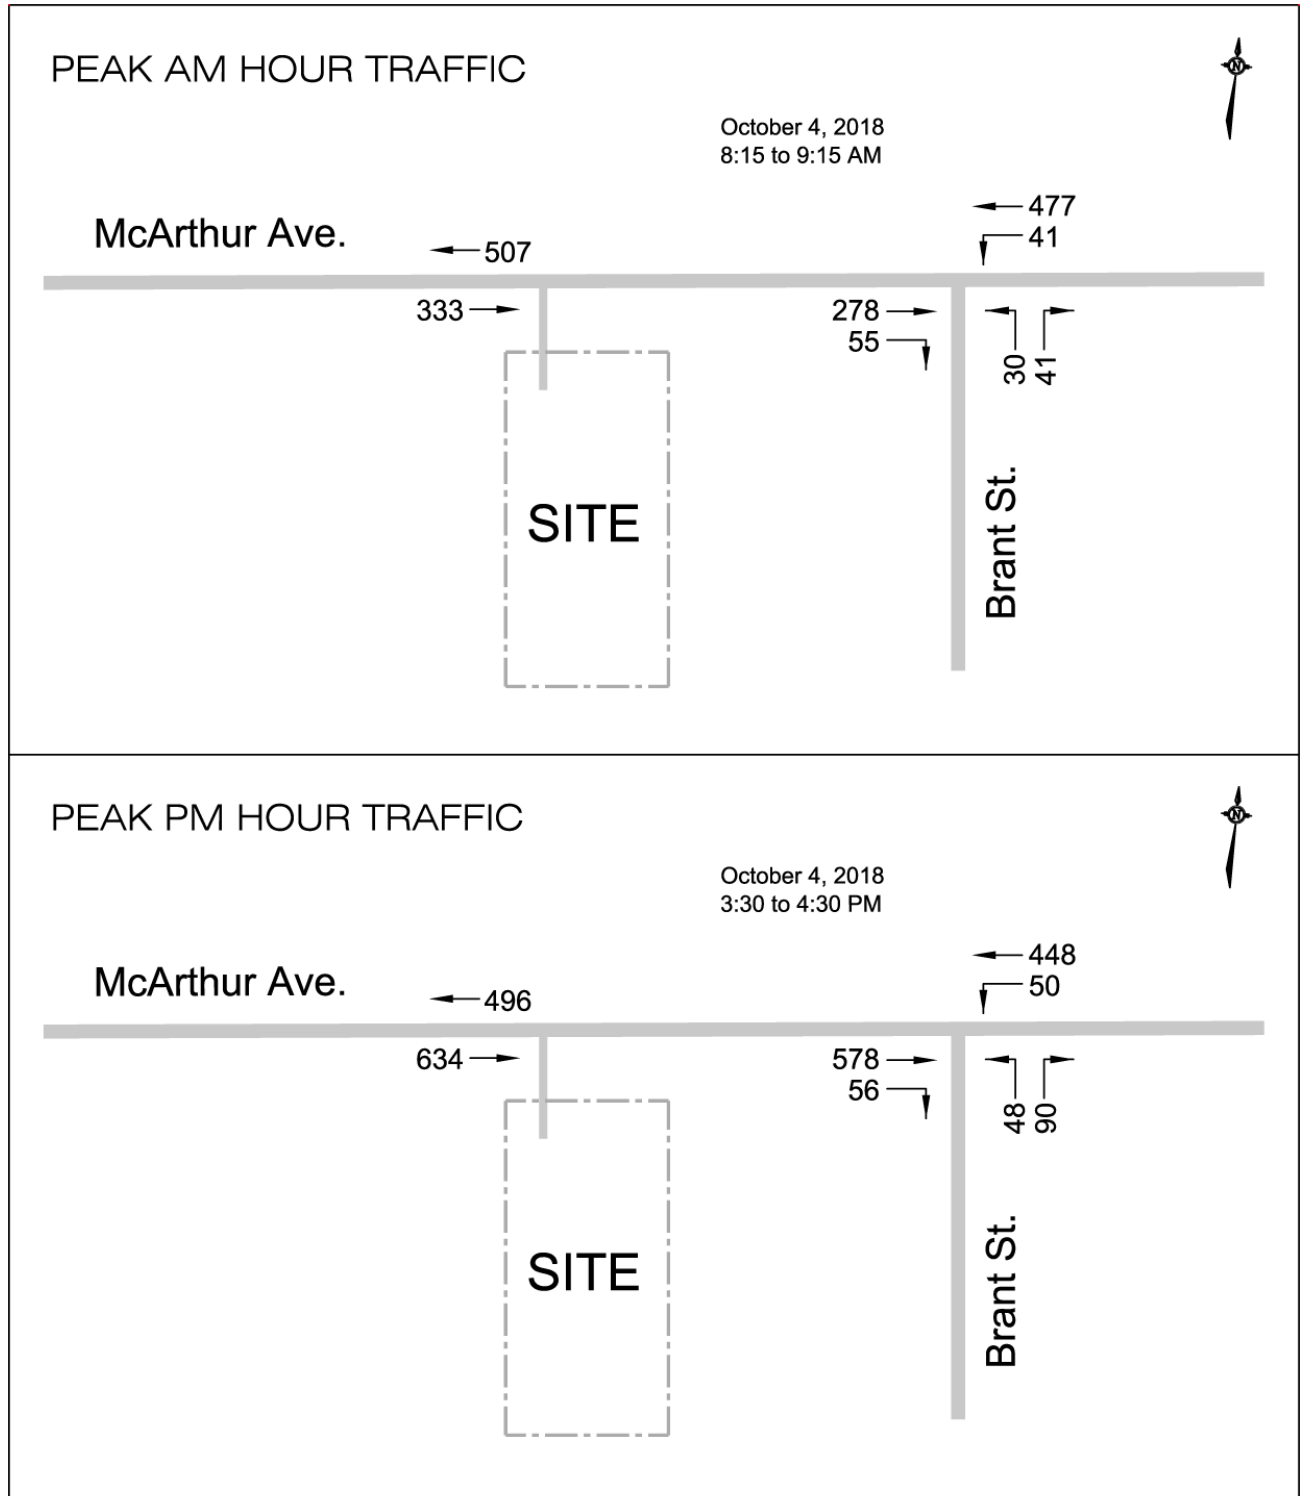 PEAK AM HOUR TRAFFIC
N
October 4, 2018
8:15 to 9:15 AM
477
McArthur Ave.
507
41
333
278
55
30
41
SITE
Brant St.
PEAK PM HOUR TRAFFIC
N
October 4, 2018
3:30 to 4:30 PM
448
McArthur Ave.
496
50
634
578
56
48
90
SITE
Brant St.